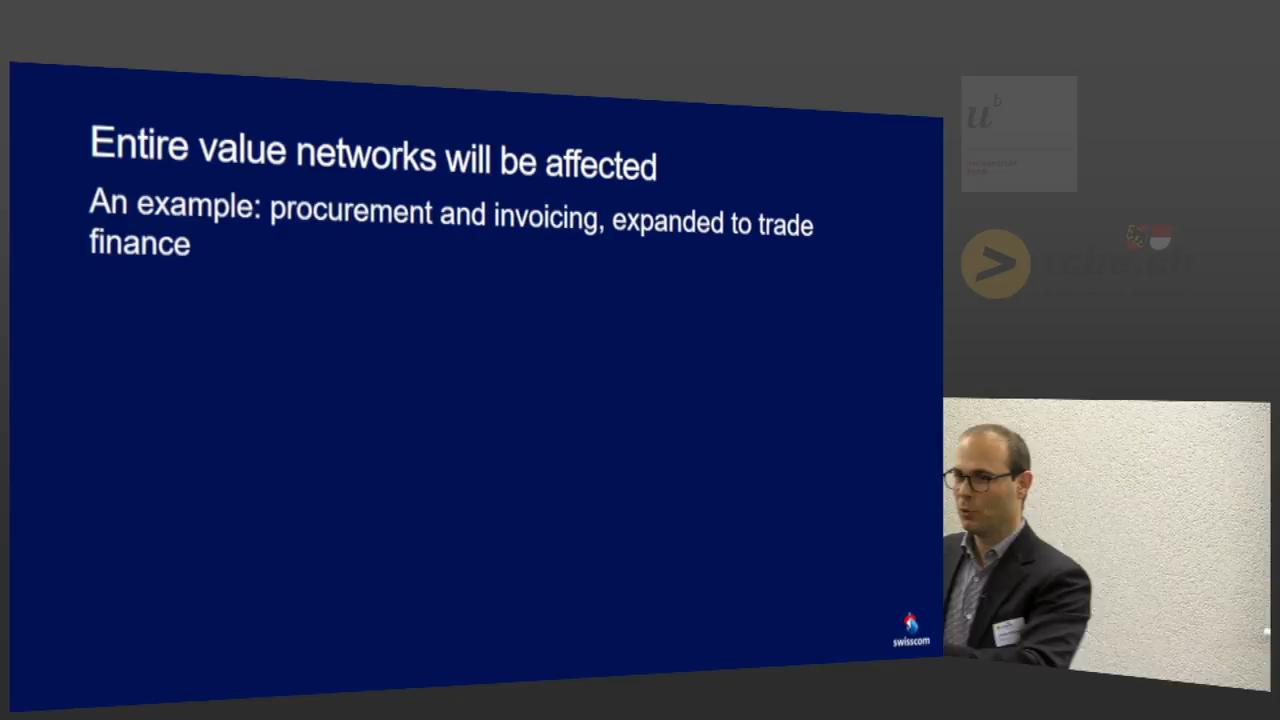 Entire value networks will be affected
An example: procurement and invoicing, expanded to trade
finance
swisscom
u
b